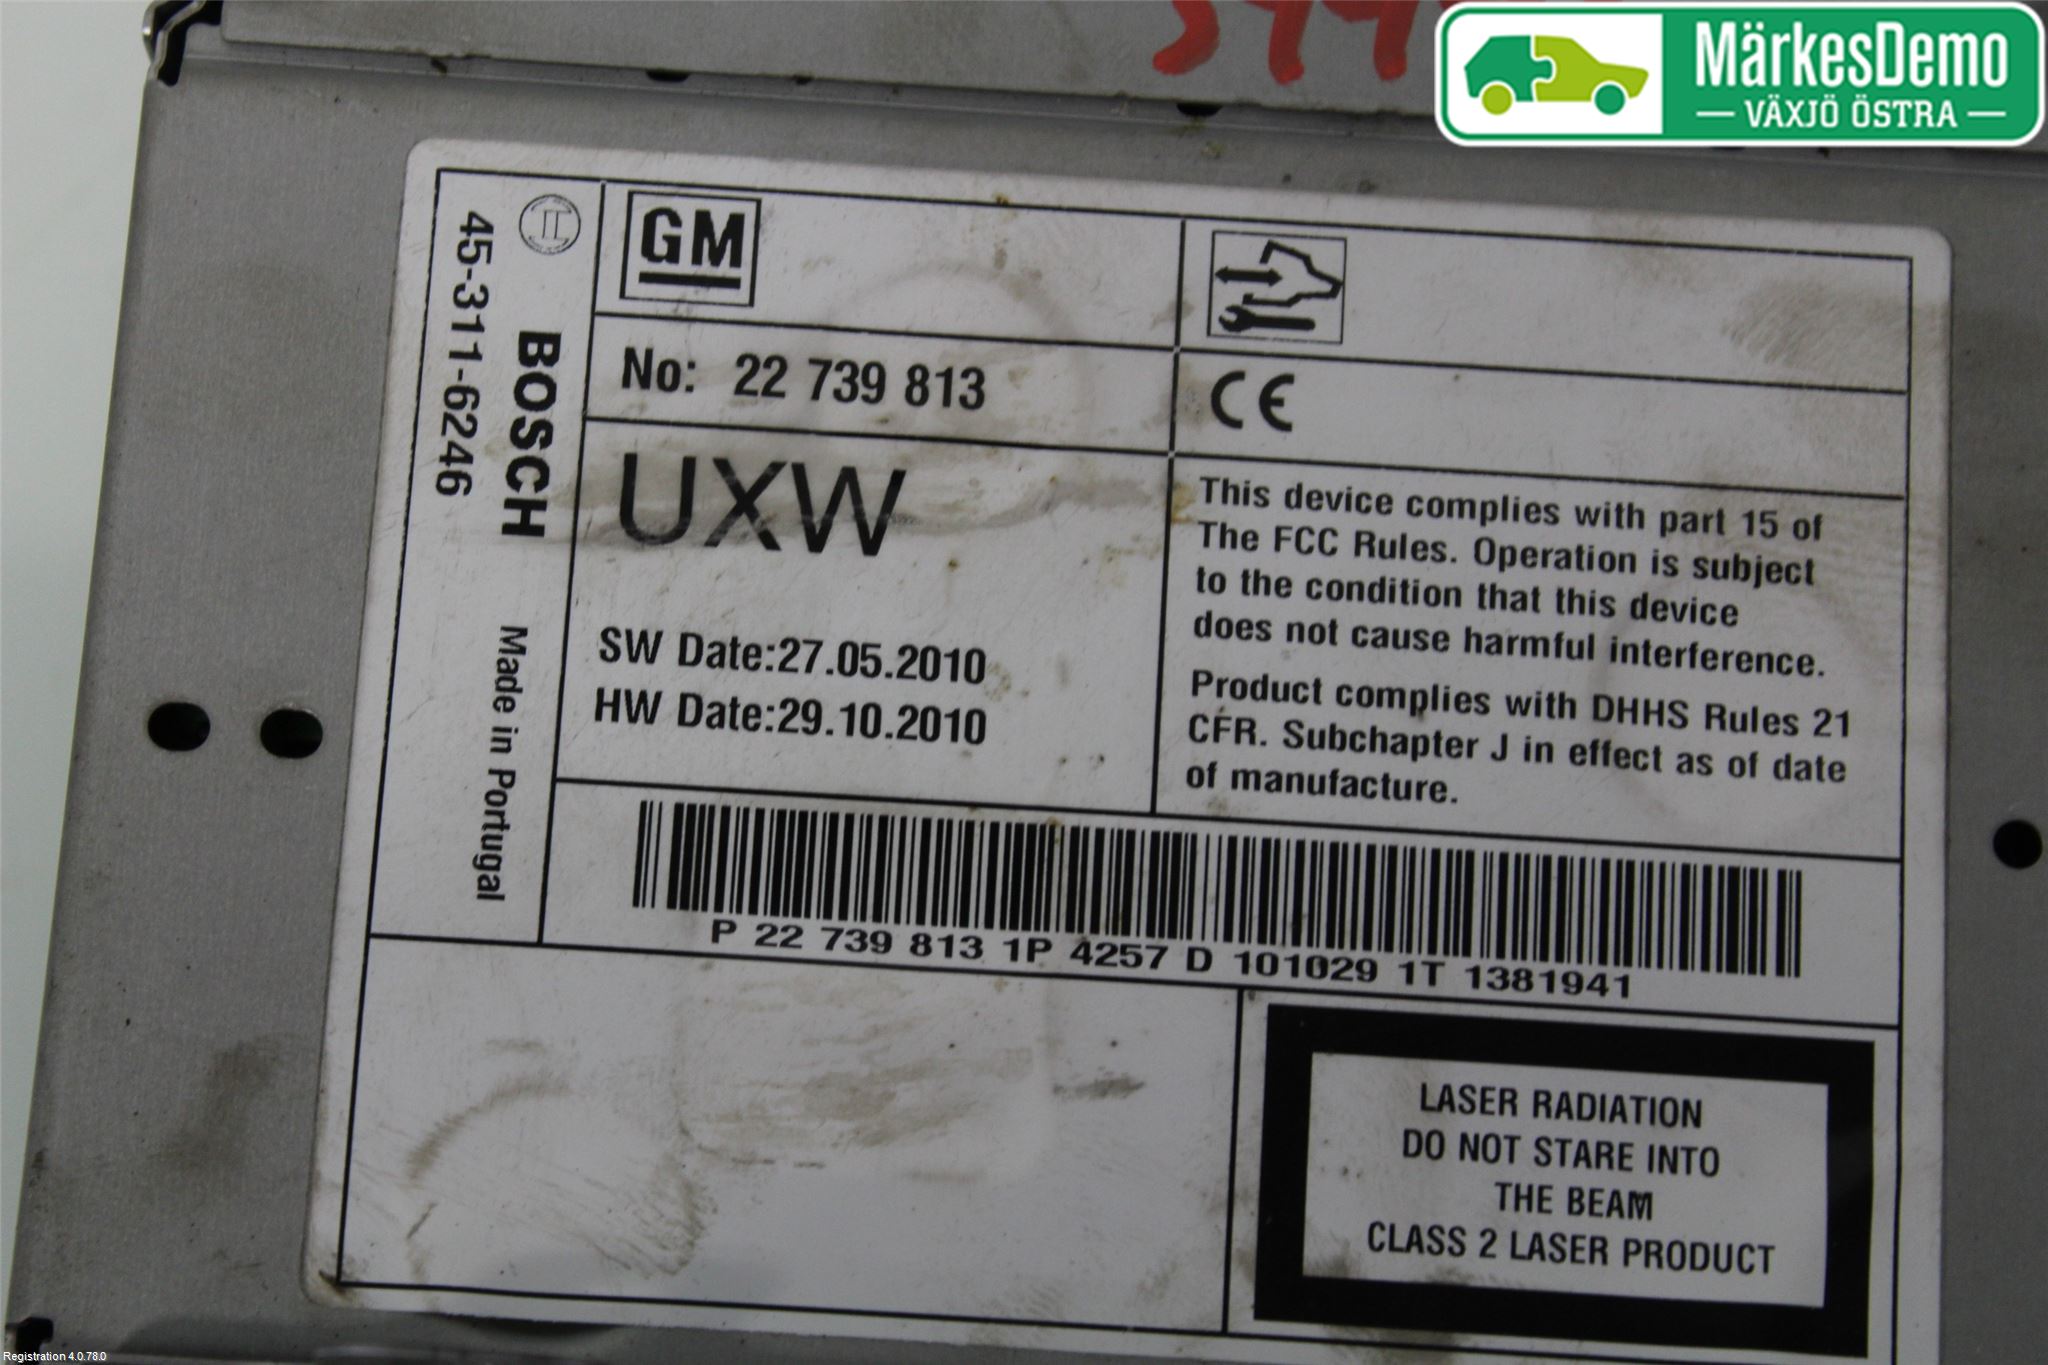 MärkesDemo
VÄXJÖ ÖSTRA
GM
No: 22 739 813
UXW
SW Date:27.05.2010
HW Date:29.10.2010
45-311-6246
BOSCH Made in Portugal
CE
This device complies with part 15 of
The FCC Rules. Operation is subject
to the condition that this device
does not cause harmful interference.
Product complies with DHHS Rules 21
CFR. Subchapter J in effect as of date
of manufacture.
P 22 739 813 1P 4257 D 101029 1T 1381941
LASER RADIATION
DO NOT STARE INTO
THE BEAM
CLASS 2 LASER PRODUCT
Registration 4.0.78.0